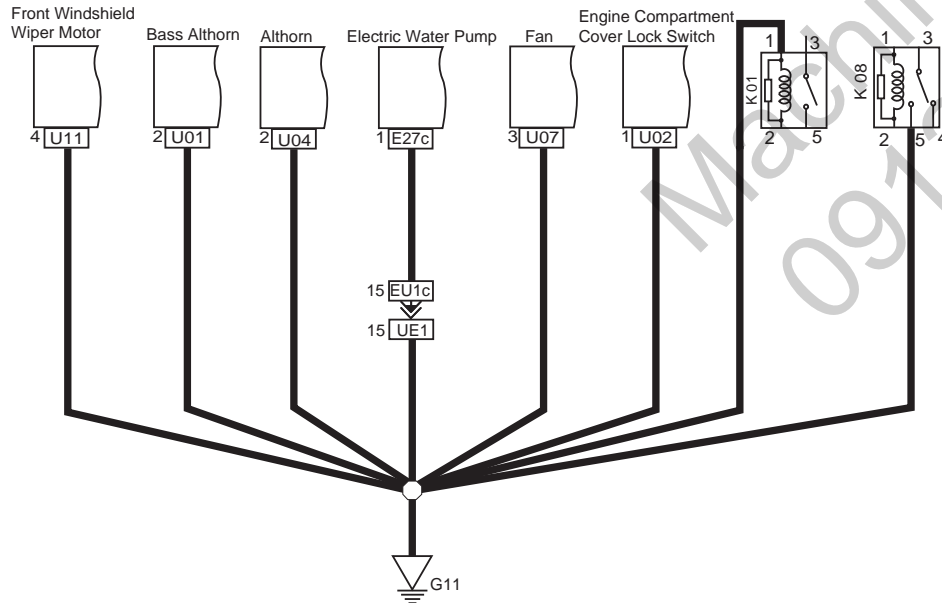 Front Windshield
Wiper Motor
Bass Althorn
Althorn
Electric Water Pump
Fan
Engine Compartment
Cover Lock Switch
1
3
K 01
2
5
1
3
K 08
2
5
4
4 U11
2 U01
2 U04
1 E27c
3 U07
1 U02
15 EU1c
15 UE1
G11